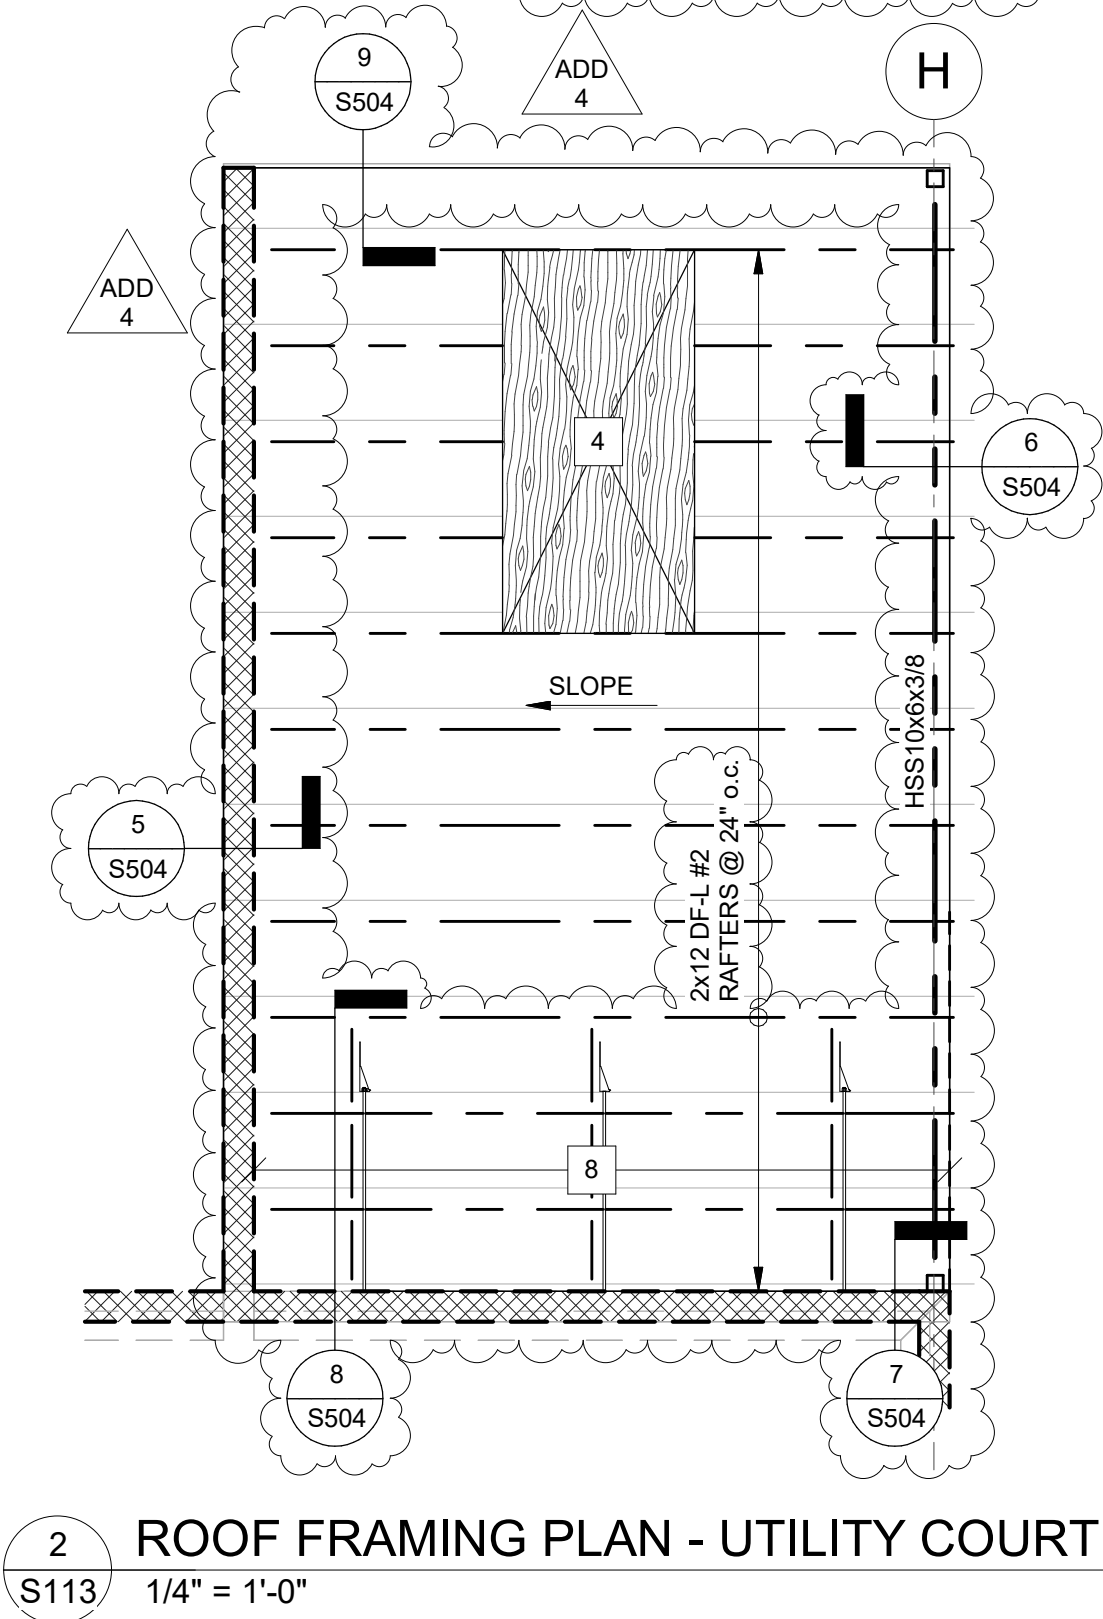 9
S504
ADD
4
H
ADD
4
4
6
S504
SLOPE
HSS10x6x3/8
5
S504
2x12 DF-L #2
RAFTERS @ 24" o.c.
8
8
S504
7
S504
2
S113
ROOF FRAMING PLAN - UTILITY COURT
1/4" = 1'-0"